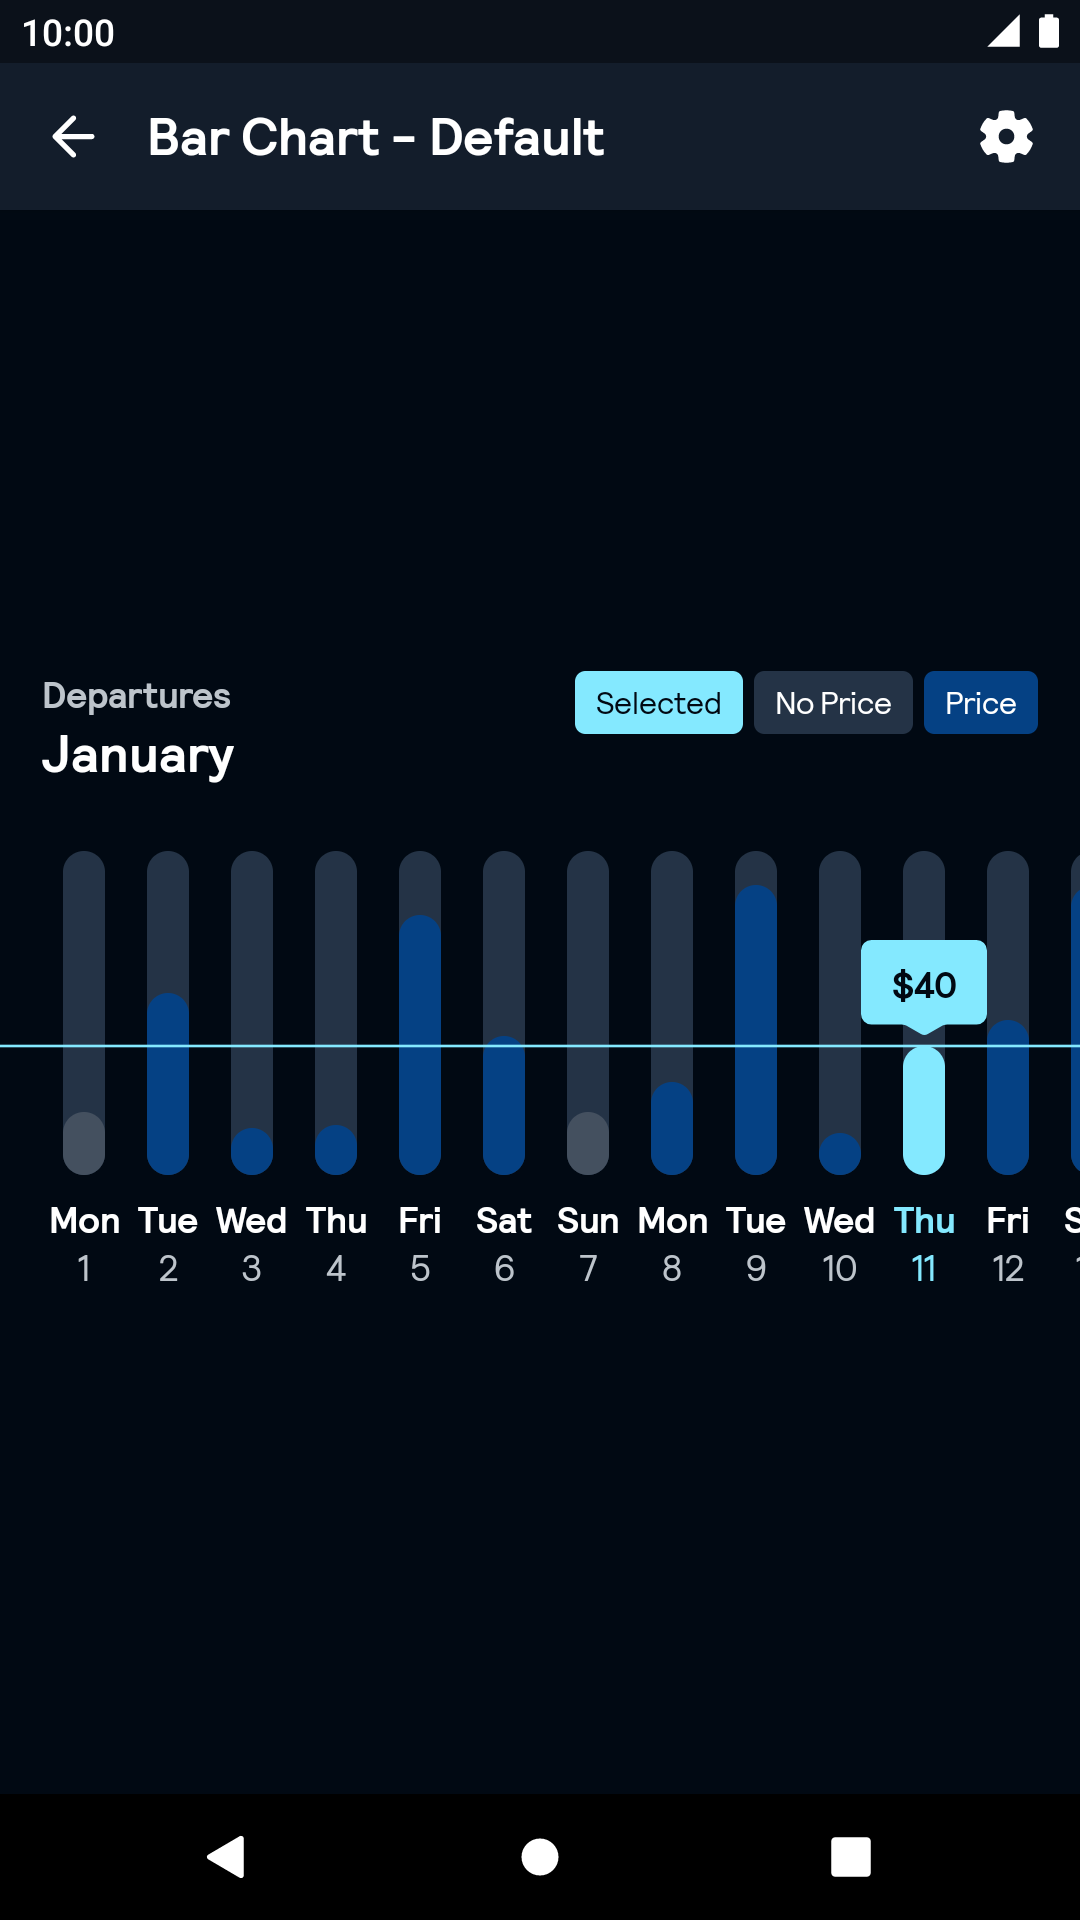 10:00
Bar Chart - Default
Departures
January
Selected No Price Price
$40
Mon Tue Wed Thu Fri Sat Sun Mon Tue Wed Thu Fri
1 2 3 4 5 6 7 8 9 10 11 12